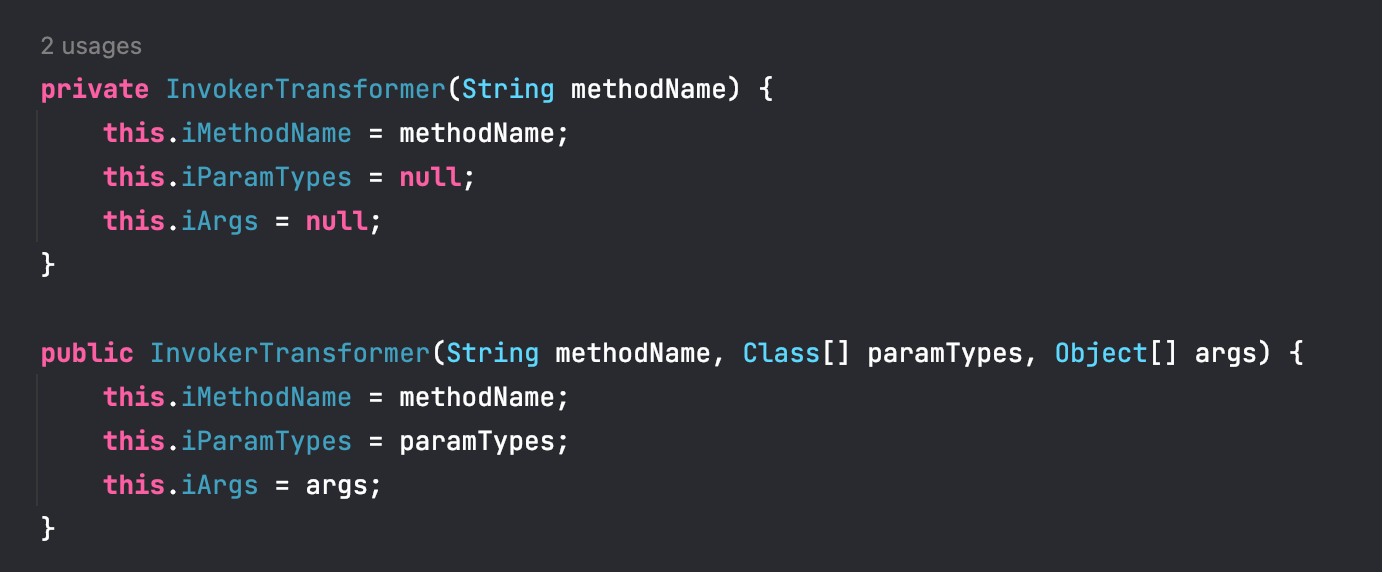 2 usages
private InvokerTransformer(String methodName) {
    this.iMethodName = methodName;
    this.iParamTypes = null;
    this.iArgs = null;
}
public InvokerTransformer(String methodName, Class[] paramTypes, Object[] args) {
    this.iMethodName = methodName;
    this.iParamTypes = paramTypes;
    this.iArgs = args;
}